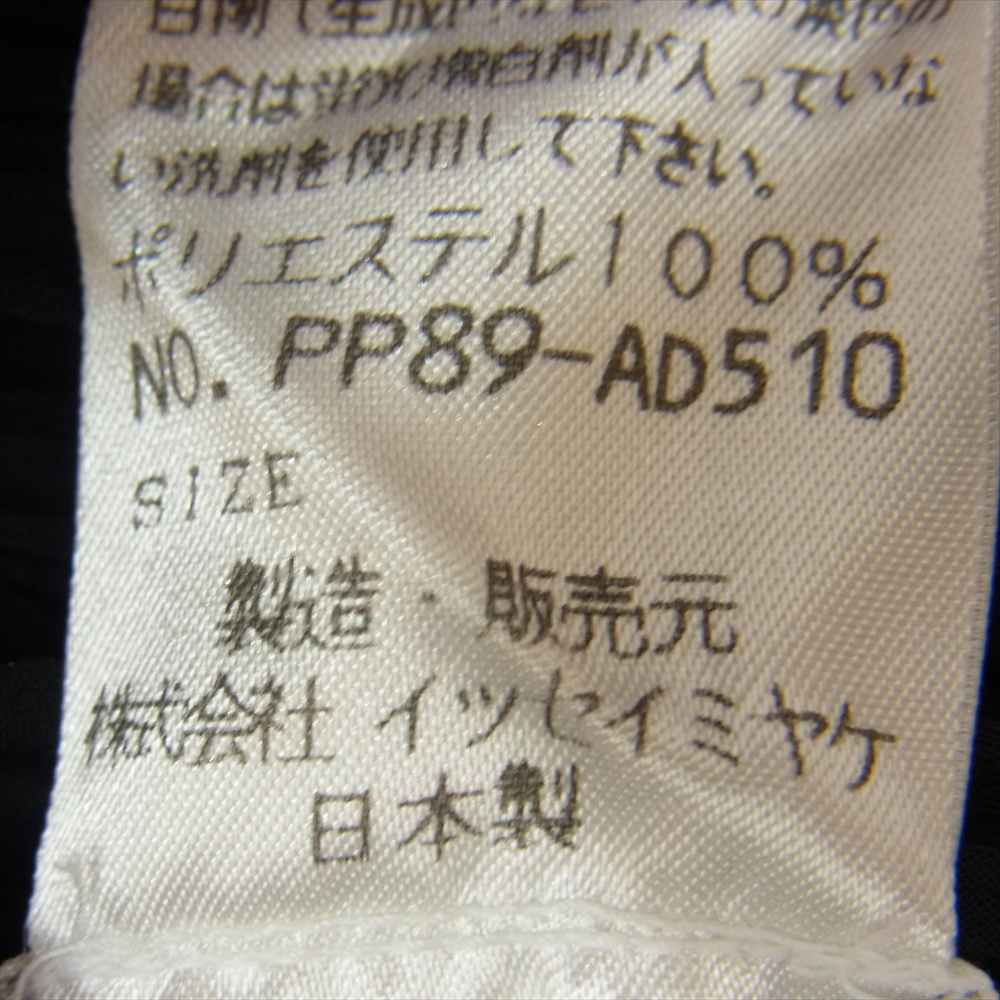 場合は蛍光増白剤が入っていな
い洗剤を使用して下さい。
ポリエステル100%
NO. PP89-AD510
SIZE
製造・販売元
株式会社イッセイミヤケ
日本製